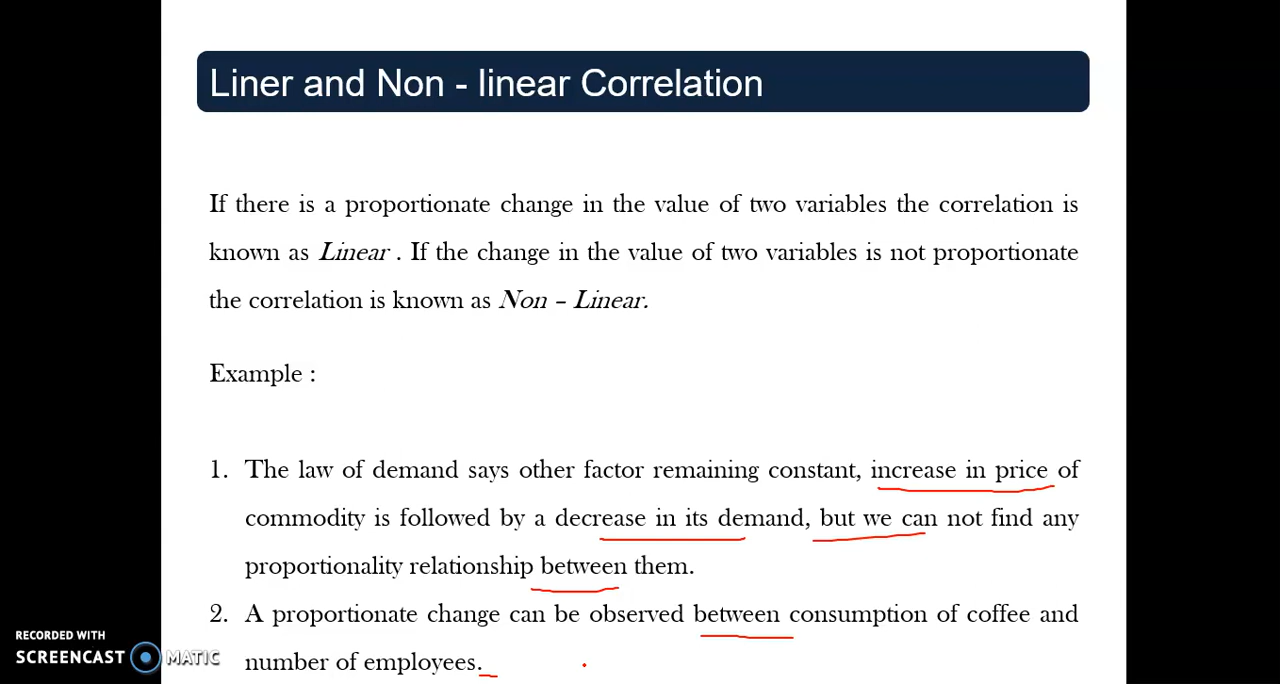 Liner and Non - linear Correlation
If there is a proportionate change in the value of two variables the correlation is
known as Linear . If the change in the value of two variables is not proportionate
the correlation is known as Non – Linear.
Example :
1. The law of demand says other factor remaining constant, increase in price of
commodity is followed by a decrease in its demand, but we can not find any
proportionality relationship between them.
2. A proportionate change can be observed between consumption of coffee and
number of employees.
RECORDED WITH
SCREENCAST MATIC